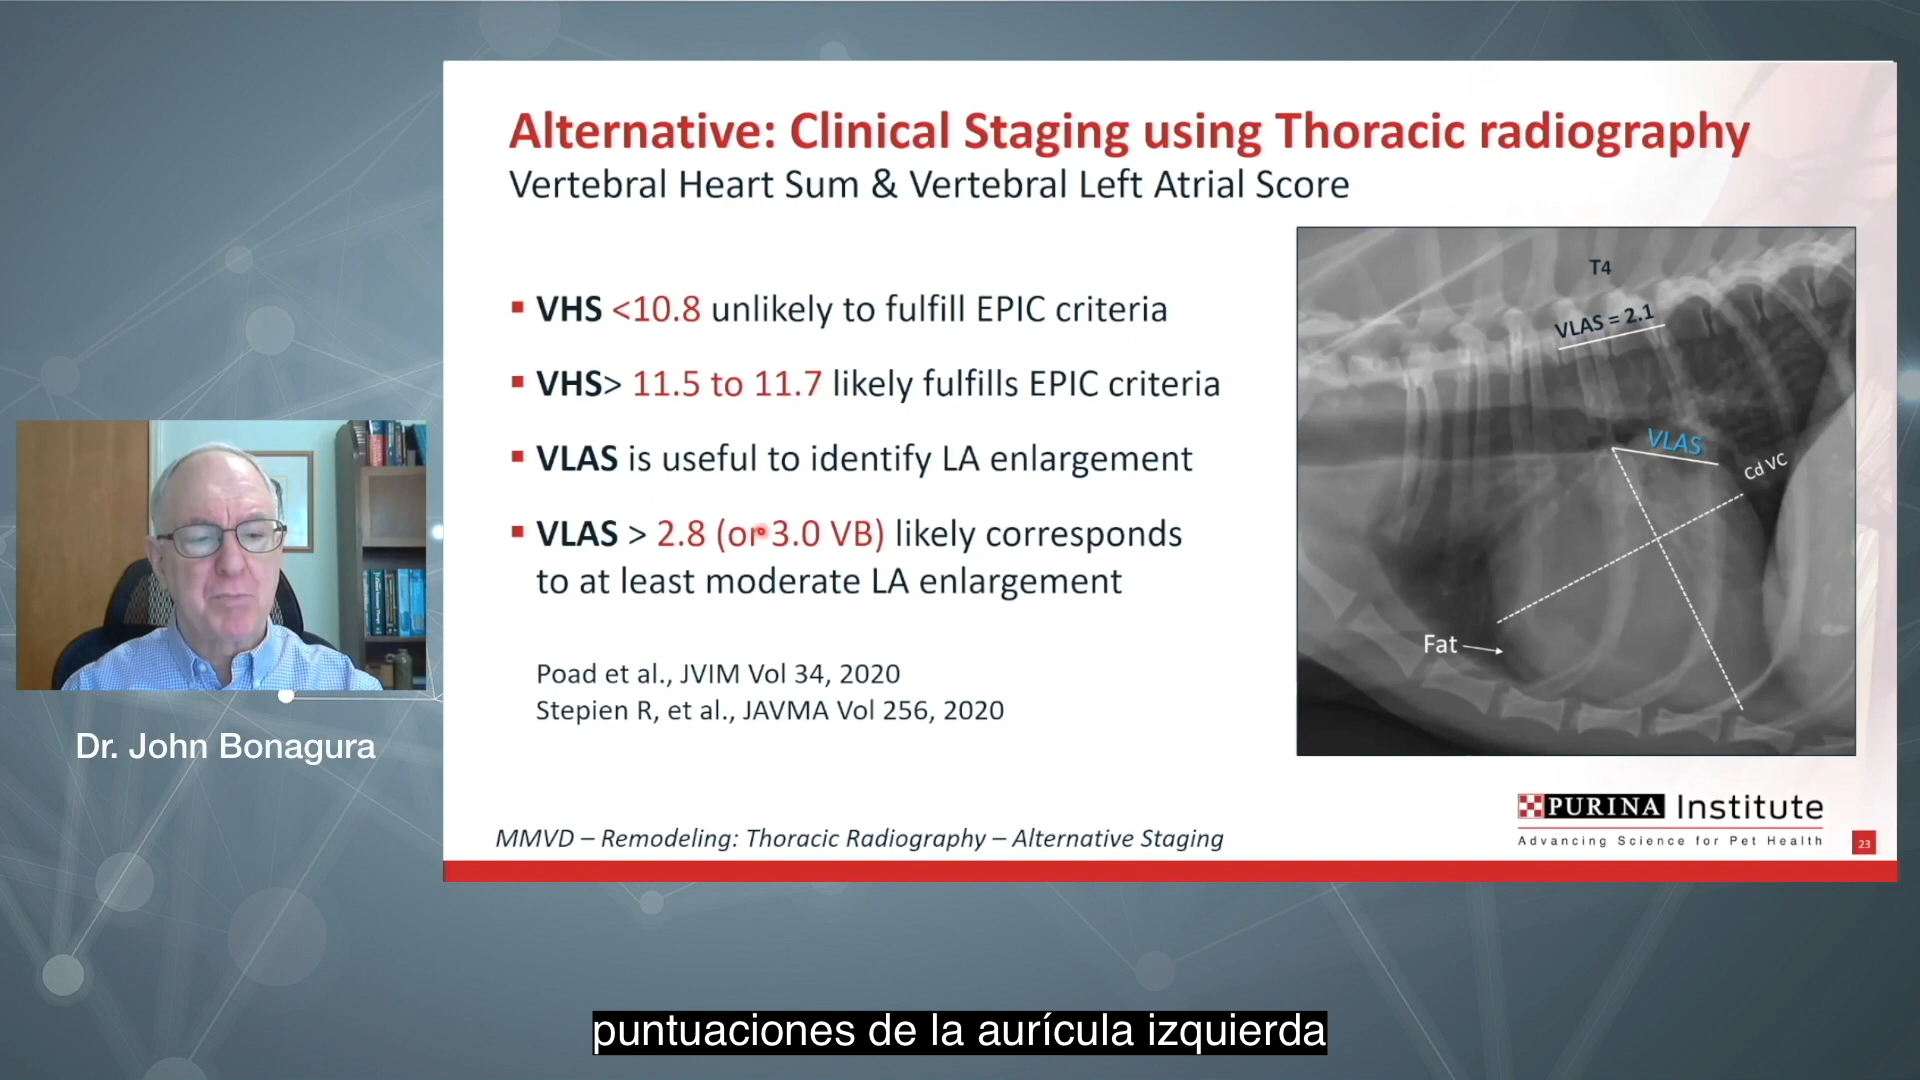 Alternative: Clinical Staging using Thoracic radiography
Vertebral Heart Sum & Vertebral Left Atrial Score
▪ VHS <10.8 unlikely to fulfill EPIC criteria
▪ VHS> 11.5 to 11.7 likely fulfills EPIC criteria
▪ VLAS is useful to identify LA enlargement
▪ VLAS > 2.8 (or 3.0 VB) likely corresponds
to at least moderate LA enlargement
Poad et al., JVIM Vol 34, 2020
Stepien R, et al., JAVMA Vol 256, 2020
T4
VLAS = 2.1
VLAS
Cd VC
Fat
Dr. John Bonagura
MMVD – Remodeling: Thoracic Radiography – Alternative Staging
PURINA Institute
Advancing Science for Pet Health
23
puntuaciones de la aurícula izquierda